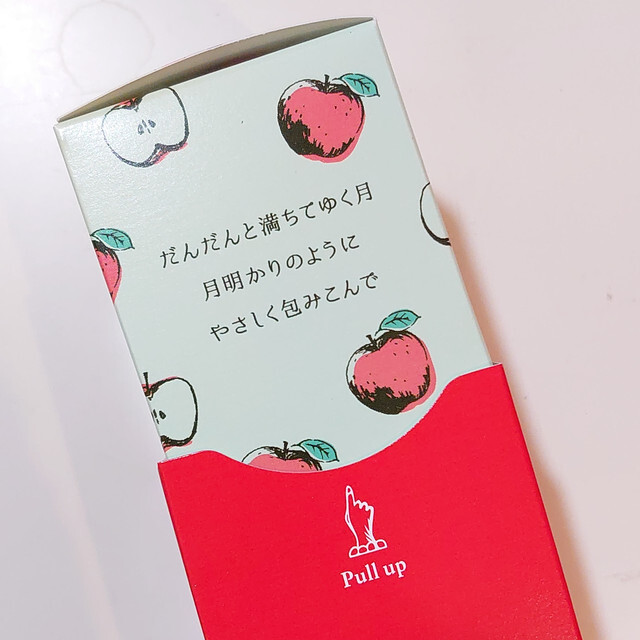 だんだんと満ちてゆく月
月明かりのように
やさしく包みこんで
Pull up